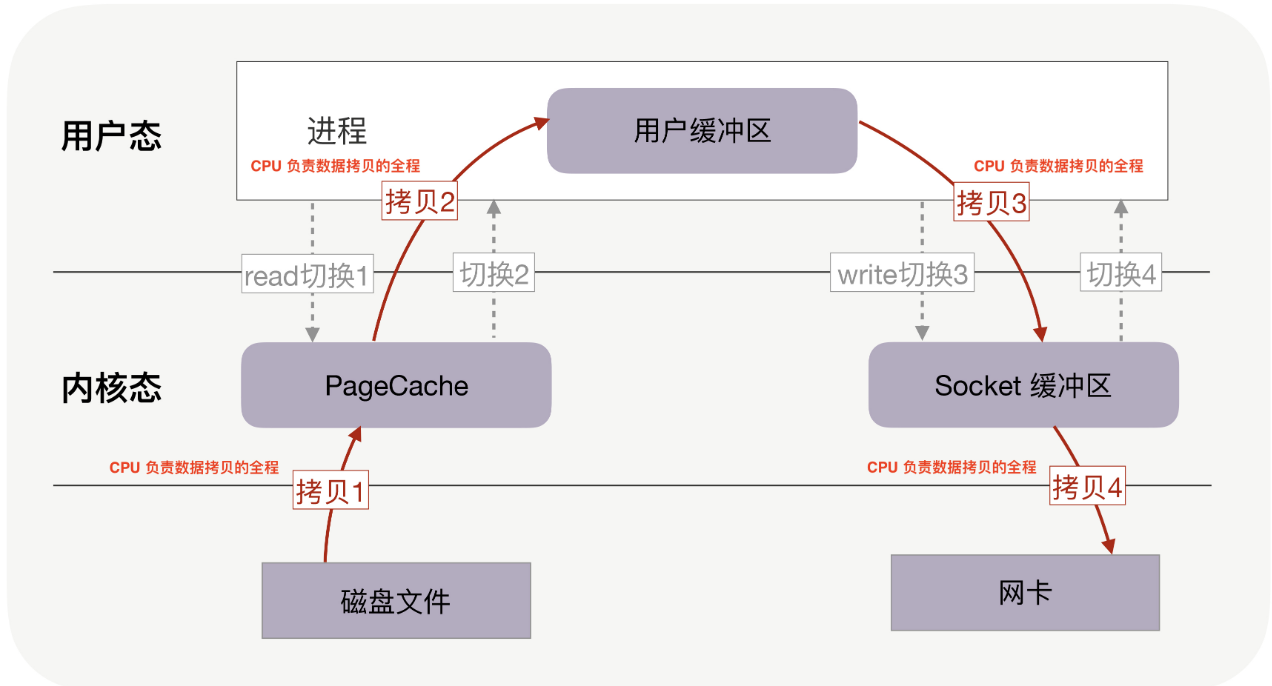 用户态
进程
用户缓冲区
CPU 负责数据拷贝的全程
CPU 负责数据拷贝的全程
拷贝2
拷贝3
read切换1
切换2
write切换3
切换4
内核态
PageCache
Socket 缓冲区
CPU 负责数据拷贝的全程
CPU 负责数据拷贝的全程
拷贝1
拷贝4
磁盘文件
网卡